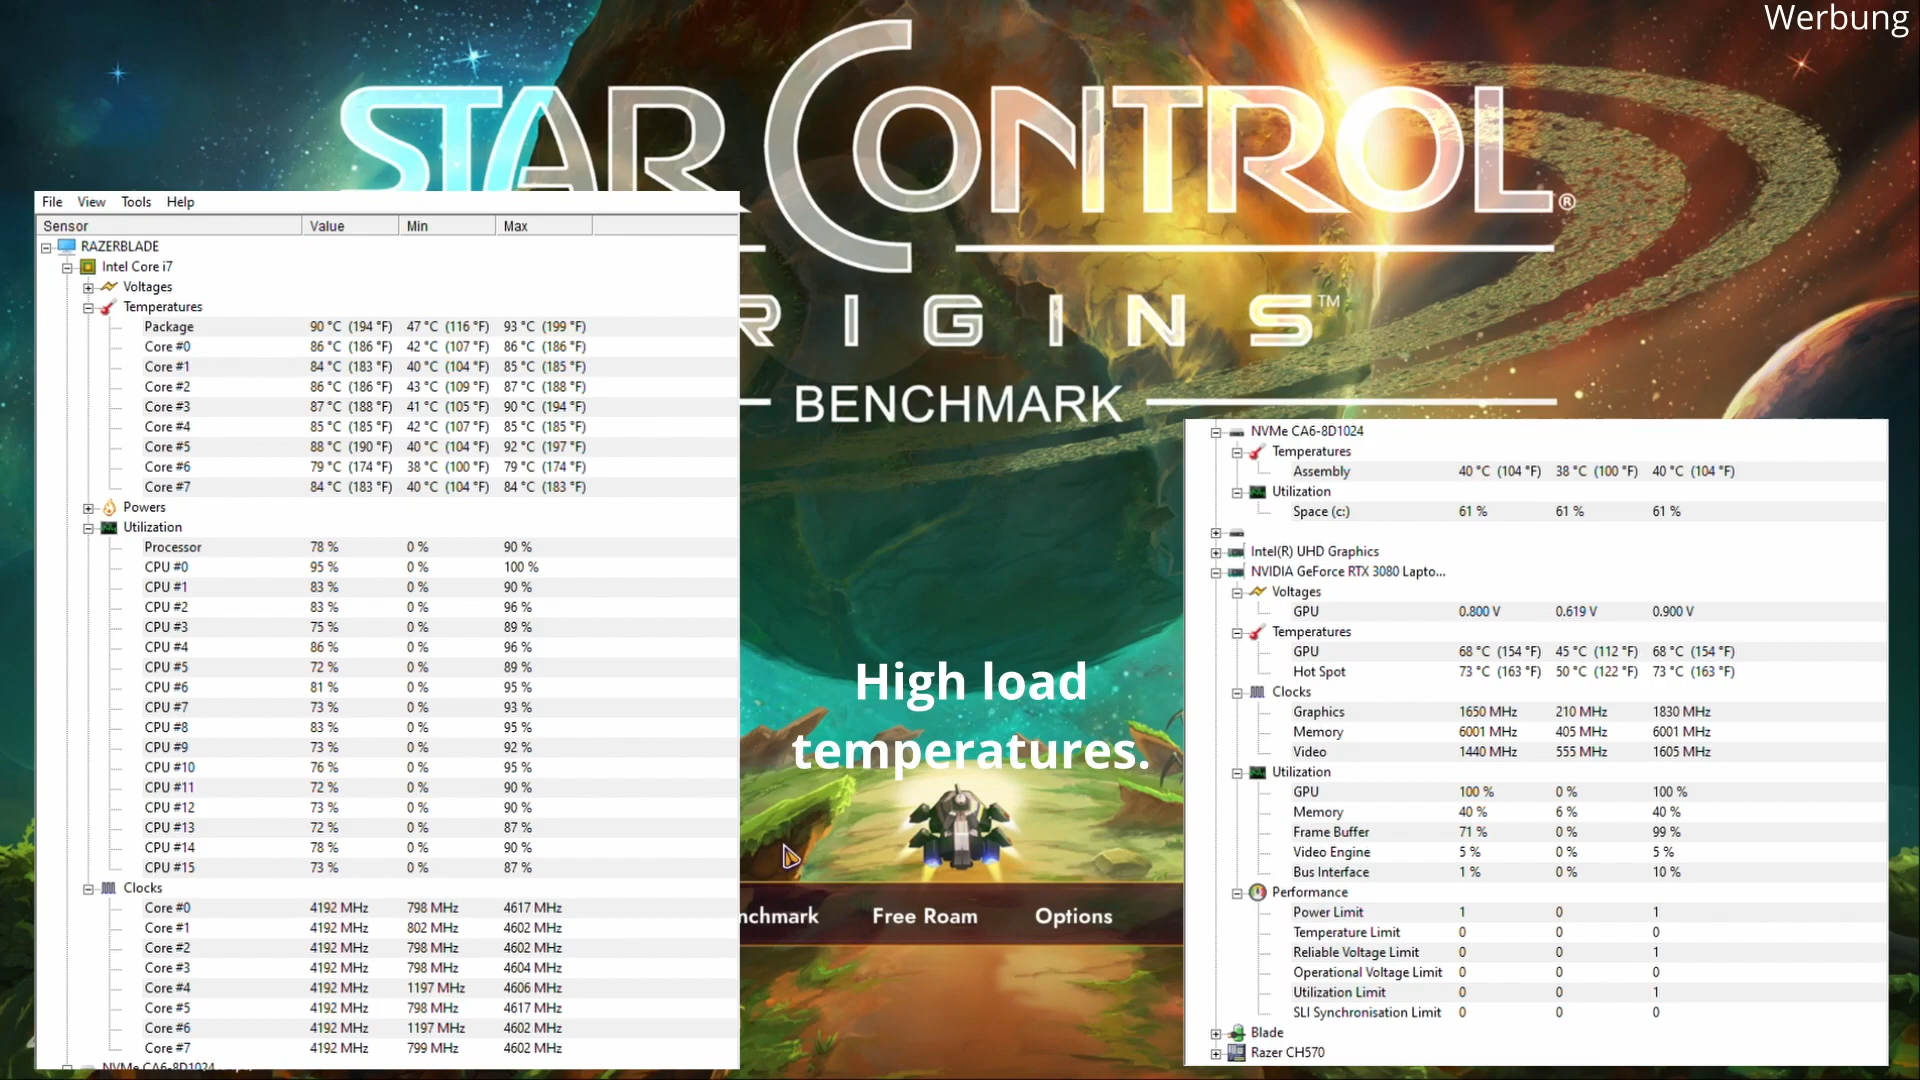 Werbung
STAR CONTROL®
RIGINS™
BENCHMARK
File View Tools Help
Sensor Value Min Max
RAZERBLADE
Intel Core i7
Voltages
Temperatures
Package 90 °C (194 °F) 47 °C (116 °F) 93 °C (199 °F)
Core #0 86 °C (186 °F) 42 °C (107 °F) 86 °C (186 °F)
Core #1 84 °C (183 °F) 40 °C (104 °F) 85 °C (185 °F)
Core #2 86 °C (186 °F) 43 °C (109 °F) 87 °C (188 °F)
Core #3 87 °C (188 °F) 41 °C (105 °F) 90 °C (194 °F)
Core #4 85 °C (185 °F) 42 °C (107 °F) 85 °C (185 °F)
Core #5 88 °C (190 °F) 40 °C (104 °F) 92 °C (197 °F)
Core #6 79 °C (174 °F) 38 °C (100 °F) 79 °C (174 °F)
Core #7 84 °C (183 °F) 40 °C (104 °F) 84 °C (183 °F)
Powers
Utilization
Processor 78 % 0 % 90 %
CPU #0 95 % 0 % 100 %
CPU #1 83 % 0 % 90 %
CPU #2 83 % 0 % 96 %
CPU #3 75 % 0 % 89 %
CPU #4 86 % 0 % 96 %
CPU #5 72 % 0 % 89 %
CPU #6 81 % 0 % 95 %
CPU #7 73 % 0 % 93 %
CPU #8 83 % 0 % 95 %
CPU #9 73 % 0 % 92 %
CPU #10 76 % 0 % 95 %
CPU #11 72 % 0 % 90 %
CPU #12 73 % 0 % 90 %
CPU #13 72 % 0 % 87 %
CPU #14 78 % 0 % 90 %
CPU #15 73 % 0 % 87 %
Clocks
Core #0 4192 MHz 798 MHz 4617 MHz
Core #1 4192 MHz 802 MHz 4602 MHz
Core #2 4192 MHz 798 MHz 4602 MHz
Core #3 4192 MHz 798 MHz 4604 MHz
Core #4 4192 MHz 1197 MHz 4606 MHz
Core #5 4192 MHz 798 MHz 4617 MHz
Core #6 4192 MHz 1197 MHz 4602 MHz
Core #7 4192 MHz 799 MHz 4602 MHz
NVMe CA6-8D1024
High load
temperatures.
nchmark Free Roam Options
NVMe CA6-8D1024
Temperatures
Assembly 40 °C (104 °F) 38 °C (100 °F) 40 °C (104 °F)
Utilization
Space (c:) 61 % 61 % 61 %
Intel(R) UHD Graphics
NVIDIA GeForce RTX 3080 Lapto...
Voltages
GPU 0.800 V 0.619 V 0.900 V
Temperatures
GPU 68 °C (154 °F) 45 °C (112 °F) 68 °C (154 °F)
Hot Spot 73 °C (163 °F) 50 °C (122 °F) 73 °C (163 °F)
Clocks
Graphics 1650 MHz 210 MHz 1830 MHz
Memory 6001 MHz 405 MHz 6001 MHz
Video 1440 MHz 555 MHz 1605 MHz
Utilization
GPU 100 % 0 % 100 %
Memory 40 % 6 % 40 %
Frame Buffer 71 % 0 % 99 %
Video Engine 5 % 0 % 5 %
Bus Interface 1 % 0 % 10 %
Performance
Power Limit 1 0 1
Temperature Limit 0 0 0
Reliable Voltage Limit 0 0 1
Operational Voltage Limit 0 0 0
Utilization Limit 0 0 1
SLI Synchronisation Limit 0 0 0
Blade
Razer CH570